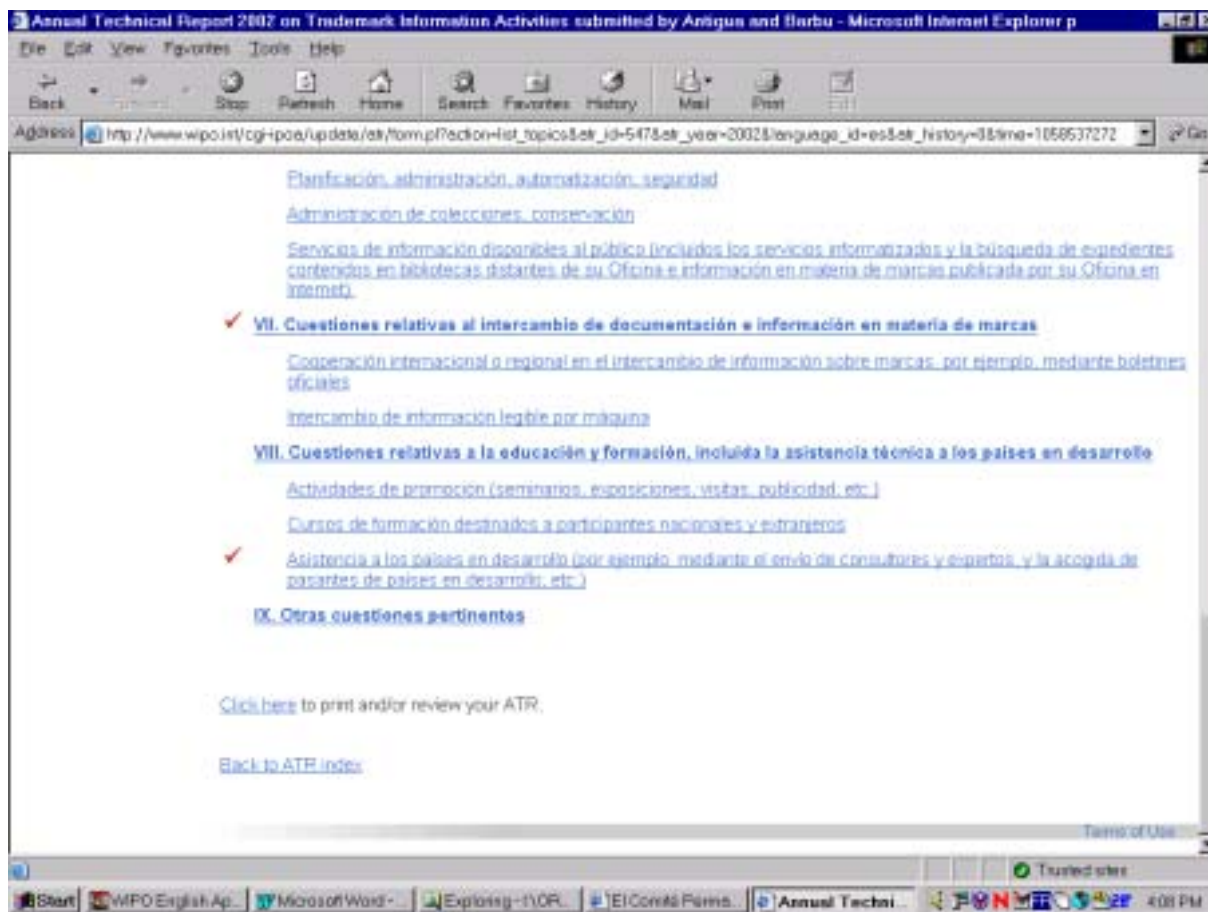 Annual Technical Report 2002 on Trademark Information Activities submitted by Antigua and Barbu - Microsoft Internet Explorer p
File Edit View Favorites Tools Help
Back Stop Refresh Home Search Favorites History Mail Print Edit
Address http://www.wipo.int/cgi-ipoa/update/atr/form.pl?action=list_topics&atr_id=547&atr_year=2002&language_id=es&atr_history=0&time=1058537272 Go
Planificación, administración, automatización, seguridad
Administración de colecciones, conservación
Servicios de información disponibles al público (incluidos los servicios informatizados y la búsqueda de expedientes
contenidos en bibliotecas distantes de su Oficina e información en materia de marcas publicada por su Oficina en
Internet).
VII. Cuestiones relativas al intercambio de documentación e información en materia de marcas
Cooperación internacional o regional en el intercambio de información sobre marcas, por ejemplo, mediante boletines
oficiales
Intercambio de información legible por máquina
VIII. Cuestiones relativas a la educación y formación, incluida la asistencia técnica a los países en desarrollo
Actividades de promoción (seminarios, exposiciones, visitas, publicidad, etc.)
Cursos de formación destinados a participantes nacionales y extranjeros
Asistencia a los países en desarrollo (por ejemplo, mediante el envío de consultores y expertos, y la acogida de
pasantes de países en desarrollo, etc.)
IX. Otras cuestiones pertinentes
Click here to print and/or review your ATR.
Back to ATR index
Terms of Use
Trusted sites
Start WIPO English Ap... Microsoft Word - ... Exploring - I:\OR... El Comité Perma... Annual Techni... 4:08 PM